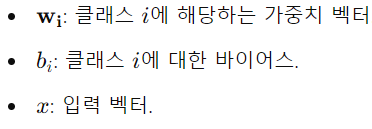 • wᵢ: 클래스 i에 해당하는 가중치 벡터
• bᵢ: 클래스 i에 대한 바이어스.
• x: 입력 벡터.